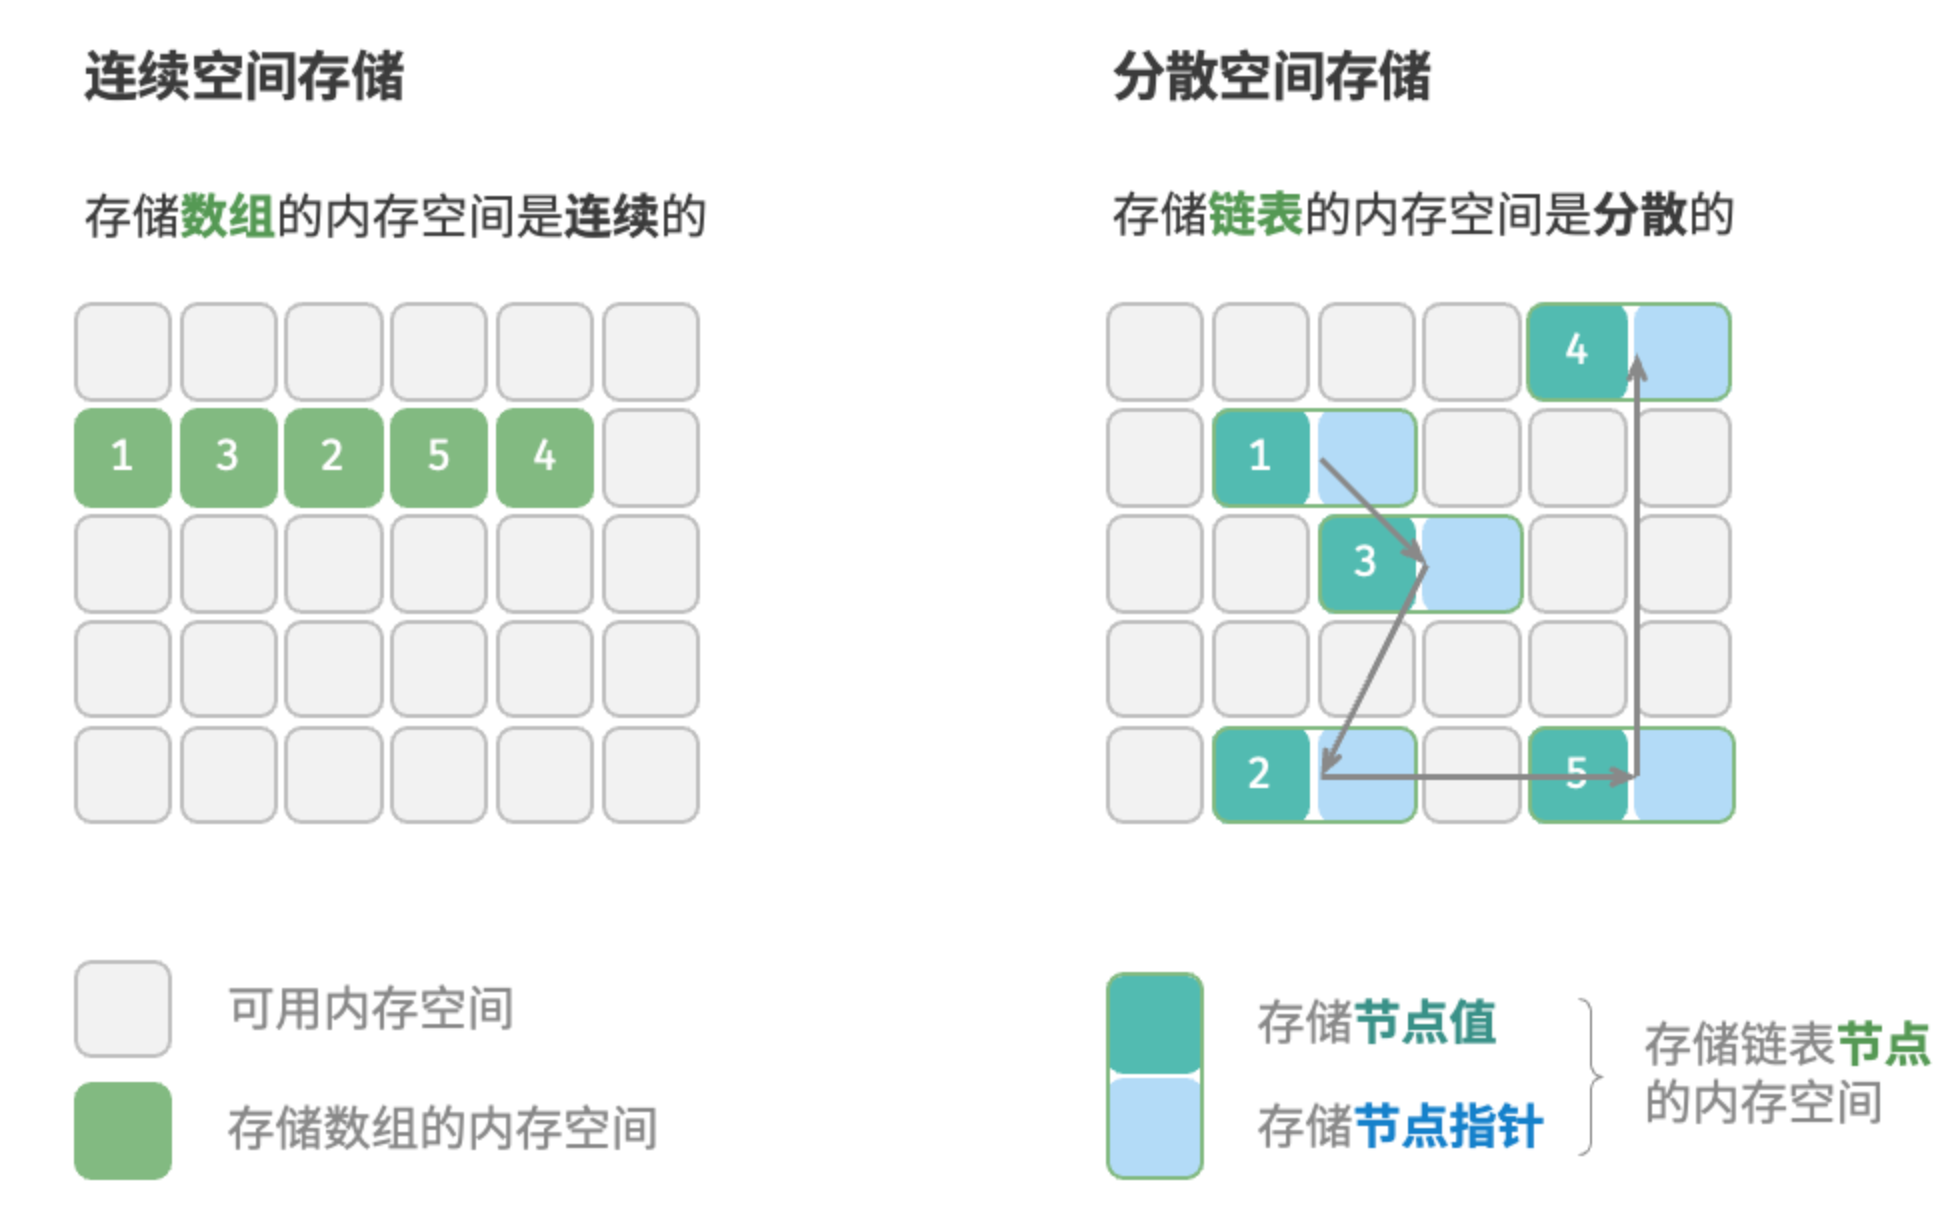 连续空间存储
存储数组的内存空间是连续的
1 3 2 5 4
可用内存空间
存储数组的内存空间
分散空间存储
存储链表的内存空间是分散的
4
1
3
2 5
存储节点值
存储节点指针
存储链表节点
的内存空间